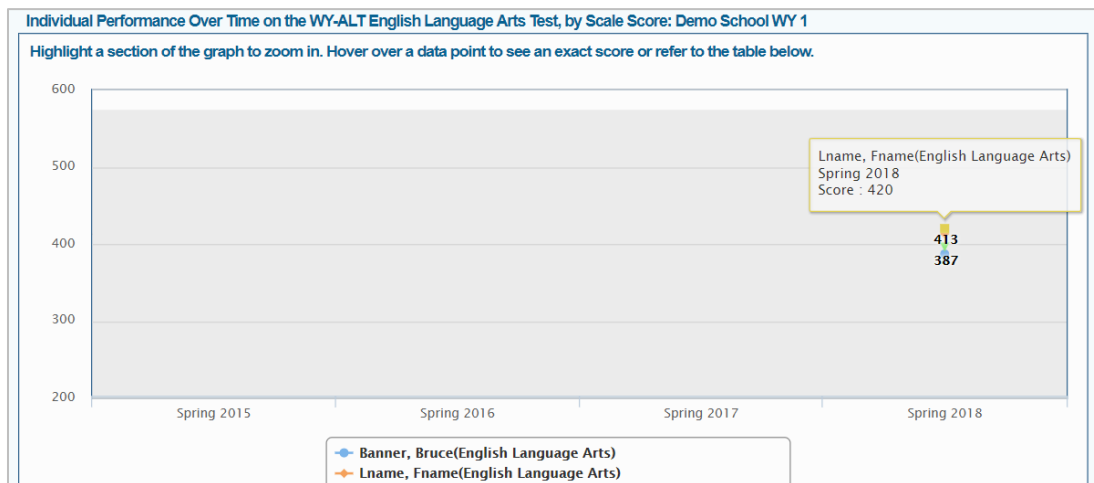 Individual Performance Over Time on the WY-ALT English Language Arts Test, by Scale Score: Demo School WY 1
Highlight a section of the graph to zoom in. Hover over a data point to see an exact score or refer to the table below.
600
500
Lname, Fname(English Language Arts)
Spring 2018
Score : 420
400
413
387
300
200
Spring 2015
Spring 2016
Spring 2017
Spring 2018
Banner, Bruce(English Language Arts)
Lname, Fname(English Language Arts)